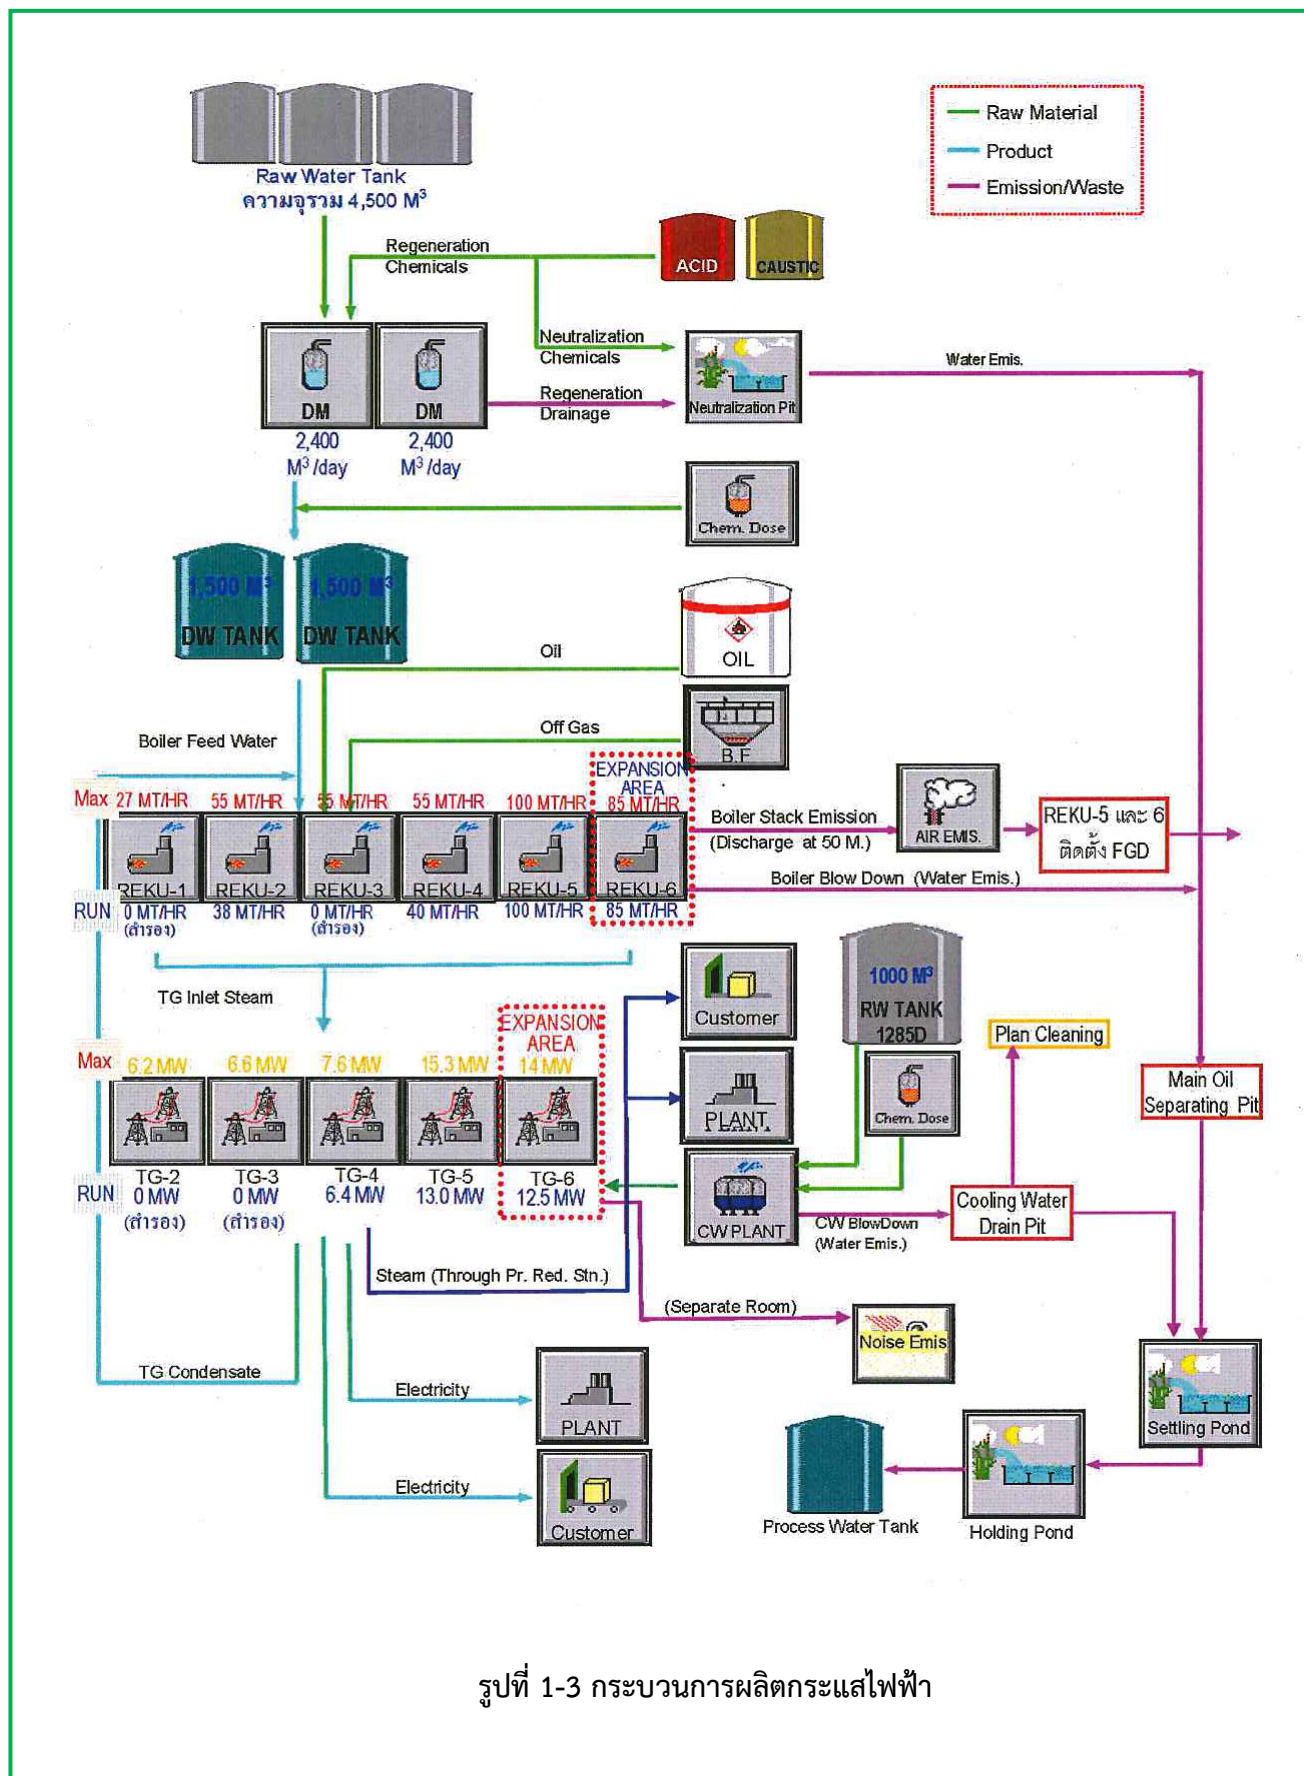 Raw Water Tank
ความจุรวม 4,500 M³
Raw Material
Product
Emission/Waste
Regeneration
Chemicals
ACID
CAUSTIC
DM
DM
2,400
M³/day
2,400
M³/day
Neutralization
Chemicals
Regeneration
Drainage
Neutralization Pit
Water Emis.
Chem. Dose
1,500 M³
DW TANK
1,500 M³
DW TANK
Oil
OIL
Off Gas
B.F
Boiler Feed Water
EXPANSION
AREA
Max
27 MT/HR
55 MT/HR
55 MT/HR
55 MT/HR
100 MT/HR
85 MT/HR
REKU-1
REKU-2
REKU-3
REKU-4
REKU-5
REKU-6
RUN
0 MT/HR
(สำรอง)
38 MT/HR
0 MT/HR
(สำรอง)
40 MT/HR
100 MT/HR
85 MT/HR
Boiler Stack Emission
(Discharge at 50 M.)
AIR EMIS.
REKU-5 และ 6
ติดตั้ง FGD
Boiler Blow Down (Water Emis.)
TG Inlet Steam
Customer
1000 M³
RW TANK
1285D
Plan Cleaning
EXPANSION
AREA
Max
6.2 MW
6.6 MW
7.6 MW
15.3 MW
14 MW
PLANT
Chem. Dose
Main Oil
Separating Pit
TG-2
TG-3
TG-4
TG-5
TG-6
RUN
0 MW
(สำรอง)
0 MW
(สำรอง)
6.4 MW
13.0 MW
12.5 MW
CW PLANT
CW BlowDown
(Water Emis.)
Cooling Water
Drain Pit
Steam (Through Pr. Red. Stn.)
(Separate Room)
Noise Emis
TG Condensate
Electricity
PLANT
Electricity
Customer
Settling Pond
Process Water Tank
Holding Pond
รูปที่ 1-3 กระบวนการผลิตกระแสไฟฟ้า